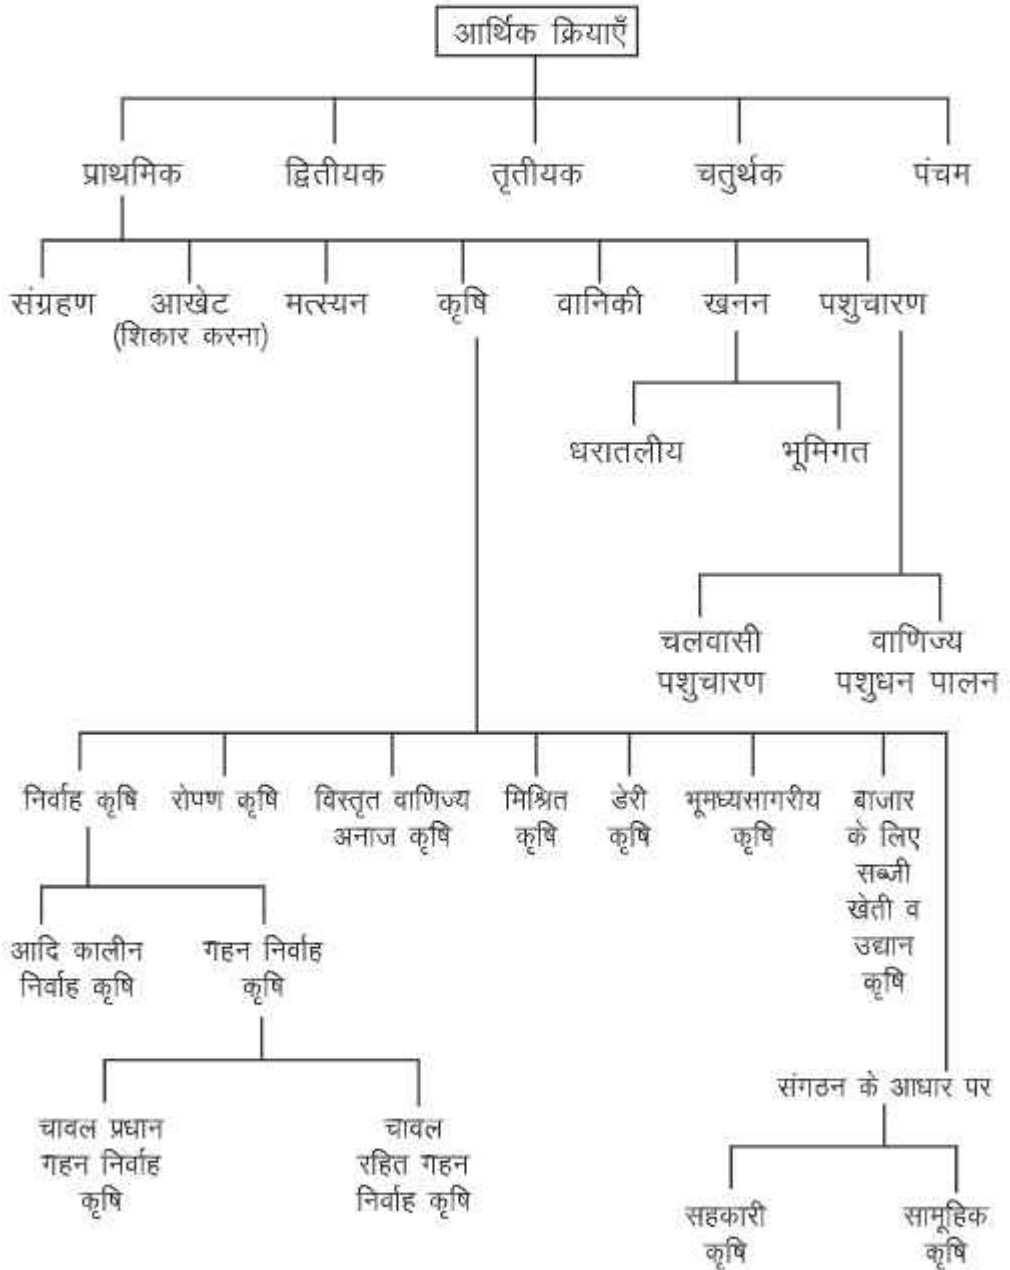 आर्थिक क्रियाएँ
प्राथमिक द्वितीयक तृतीयक चतुर्थक पंचम
संग्रहण आखेट मत्स्यन कृषि वानिकी खनन पशुचारण
(शिकार करना)
धरातलीय भूमिगत
चलवासी वाणिज्य
पशुचारण पशुधन पालन
निर्वाह कृषि रोपण कृषि विस्तृत वाणिज्य मिश्रित डेरी भूमध्यसागरीय बाजार
अनाज कृषि कृषि कृषि कृषि के लिए
सब्जी
खेती व
उद्यान
कृषि
आदि कालीन गहन निर्वाह
निर्वाह कृषि कृषि
संगठन के आधार पर
चावल प्रधान चावल
गहन निर्वाह रहित गहन
कृषि निर्वाह कृषि
सहकारी सामूहिक
कृषि कृषि